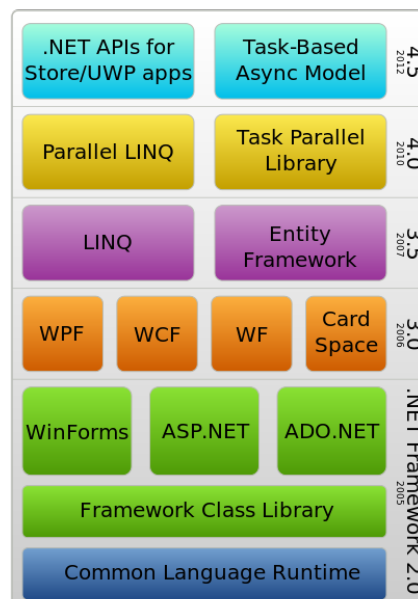 .NET APIs for
Store/UWP apps
Task-Based
Async Model
4.5
2012
Parallel LINQ
Task Parallel
Library
4.0
2010
LINQ
Entity
Framework
3.5
2007
WPF
WCF
WF
Card
Space
3.0
2006
WinForms
ASP.NET
ADO.NET
Framework Class Library
Common Language Runtime
.NET Framework 2.0
2005